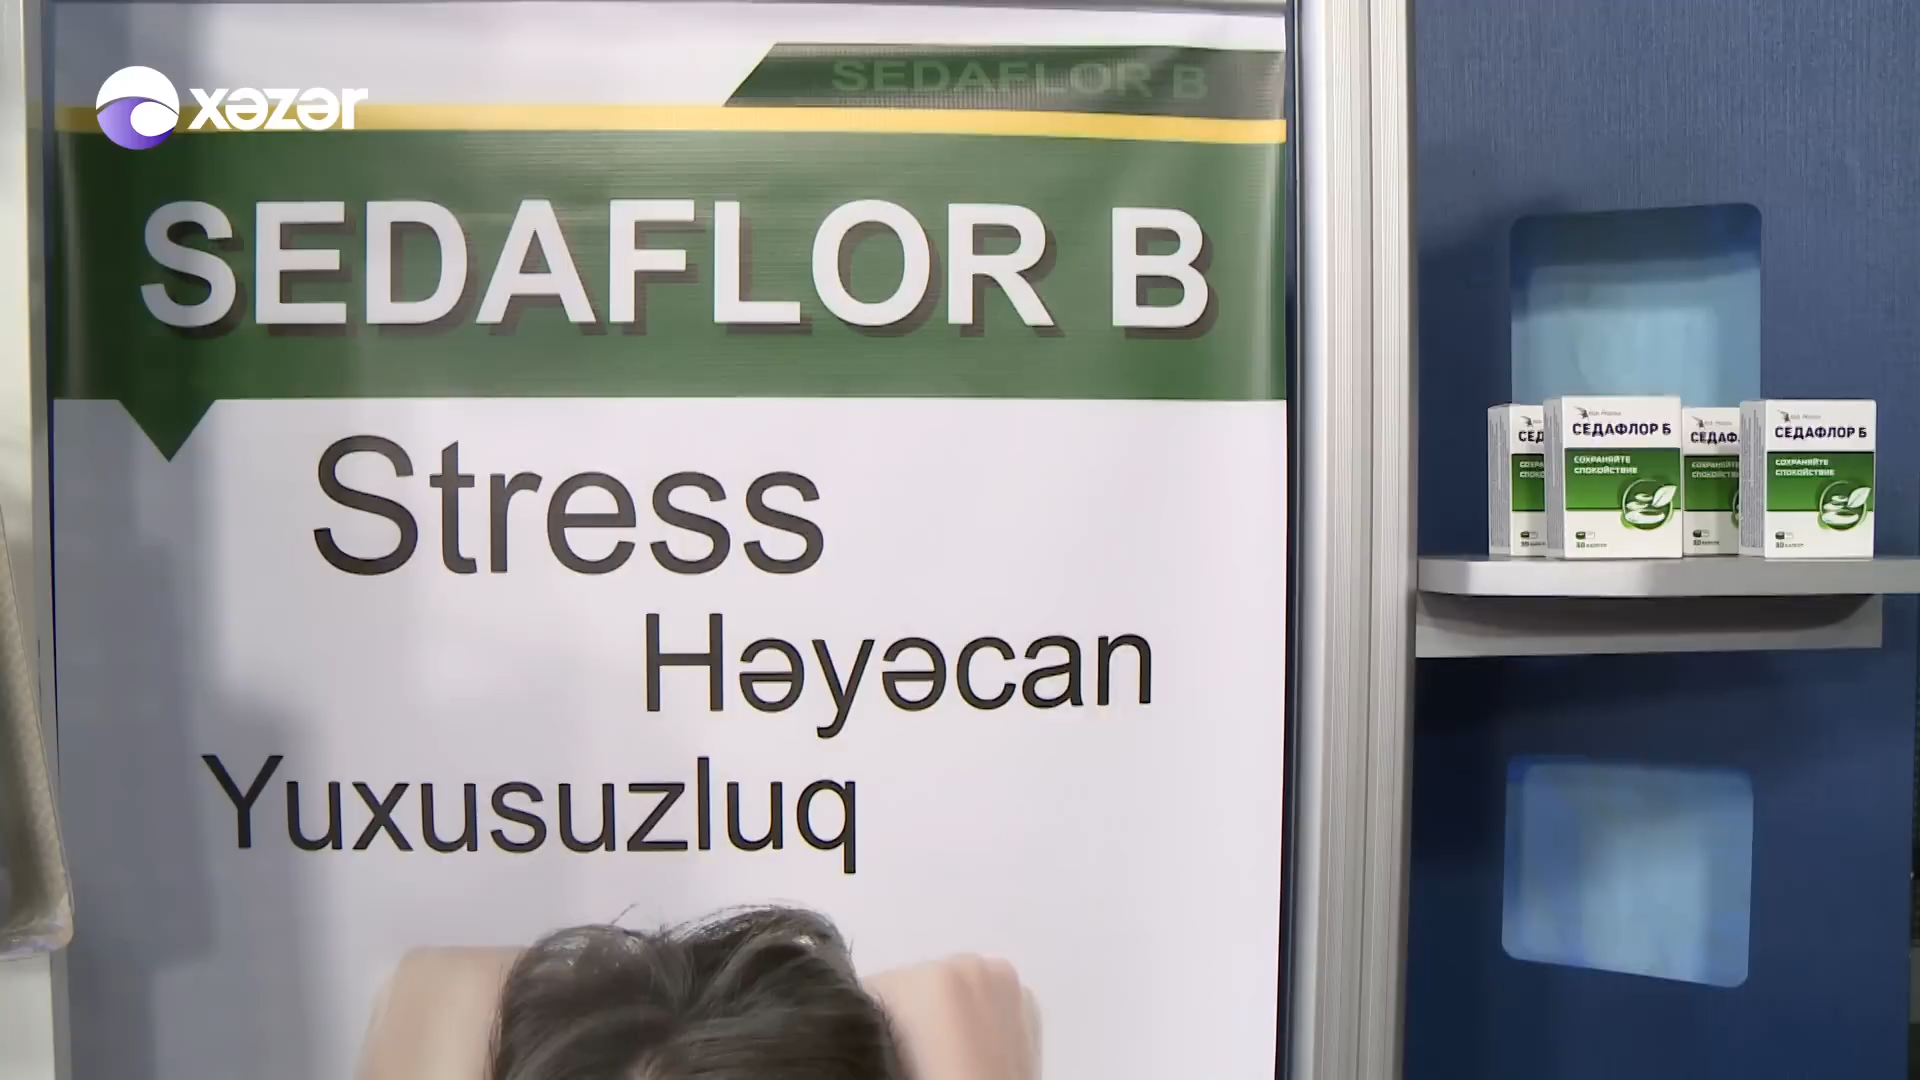 xəzər
SEDAFLOR B
SEDAFLOR B
Stress
Həyəcan
Yuxusuzluq
СЕДАФЛОР Б
СОХРАНЯЙТЕ
СПОКОЙСТВИЕ
СЕДАФЛОР Б
СОХРАНЯЙТЕ
СПОКОЙСТВИЕ